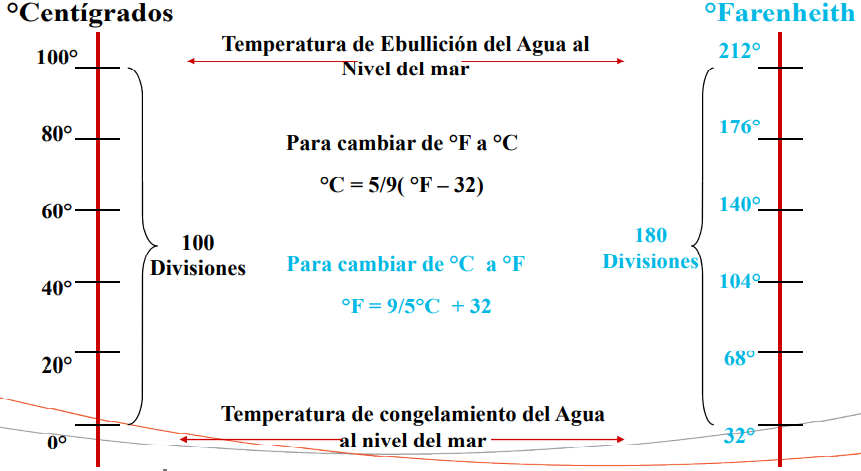 °Centígrados
°Farenheith
Temperatura de Ebullición del Agua al
Nivel del mar
100°
212°
80°
176°
Para cambiar de °F a °C
°C = 5/9( °F – 32)
60°
140°
100
Divisiones
180
Divisiones
Para cambiar de °C a °F
°F = 9/5°C + 32
40°
104°
20°
68°
Temperatura de congelamiento del Agua
al nivel del mar
0°
32°